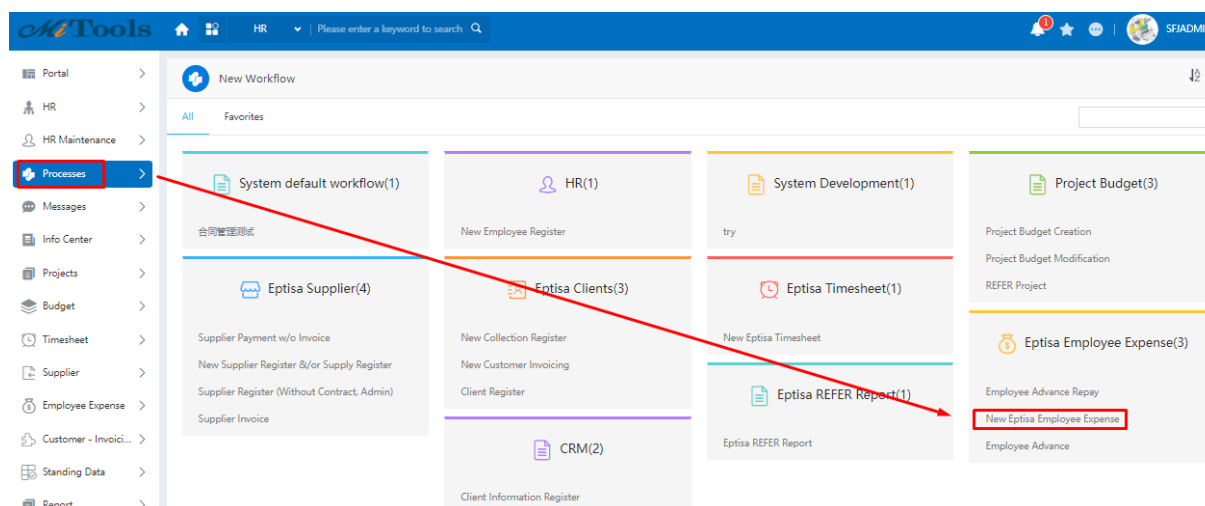 MiTools
HR
Please enter a keyword to search
1
SFJADMI
Portal
HR
HR Maintenance
Processes
Messages
Info Center
Projects
Budget
Timesheet
Supplier
Employee Expense
Customer - Invoici...
Standing Data
Report
New Workflow
All
Favorites
System default workflow(1)
合同管理测试
HR(1)
New Employee Register
System Development(1)
try
Project Budget(3)
Project Budget Creation
Project Budget Modification
REFER Project
Eptisa Supplier(4)
Supplier Payment w/o Invoice
New Supplier Register &/or Supply Register
Supplier Register (Without Contract, Admin)
Supplier Invoice
Eptisa Clients(3)
New Collection Register
New Customer Invoicing
Client Register
Eptisa Timesheet(1)
New Eptisa Timesheet
Eptisa Employee Expense(3)
Employee Advance Repay
New Eptisa Employee Expense
Employee Advance
Eptisa REFER Report(1)
Eptisa REFER Report
CRM(2)
Client Information Register